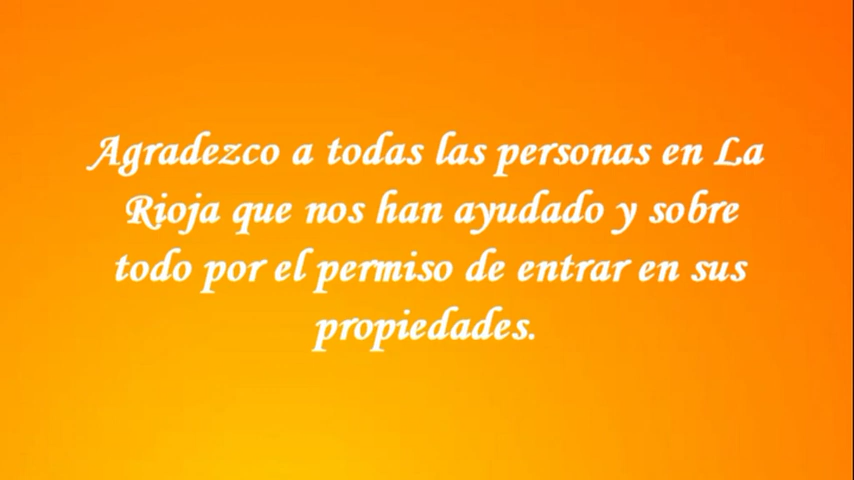 Agradezco a todas las personas en La
Rioja que nos han ayudado y sobre
todo por el permiso de entrar en sus
propiedades.